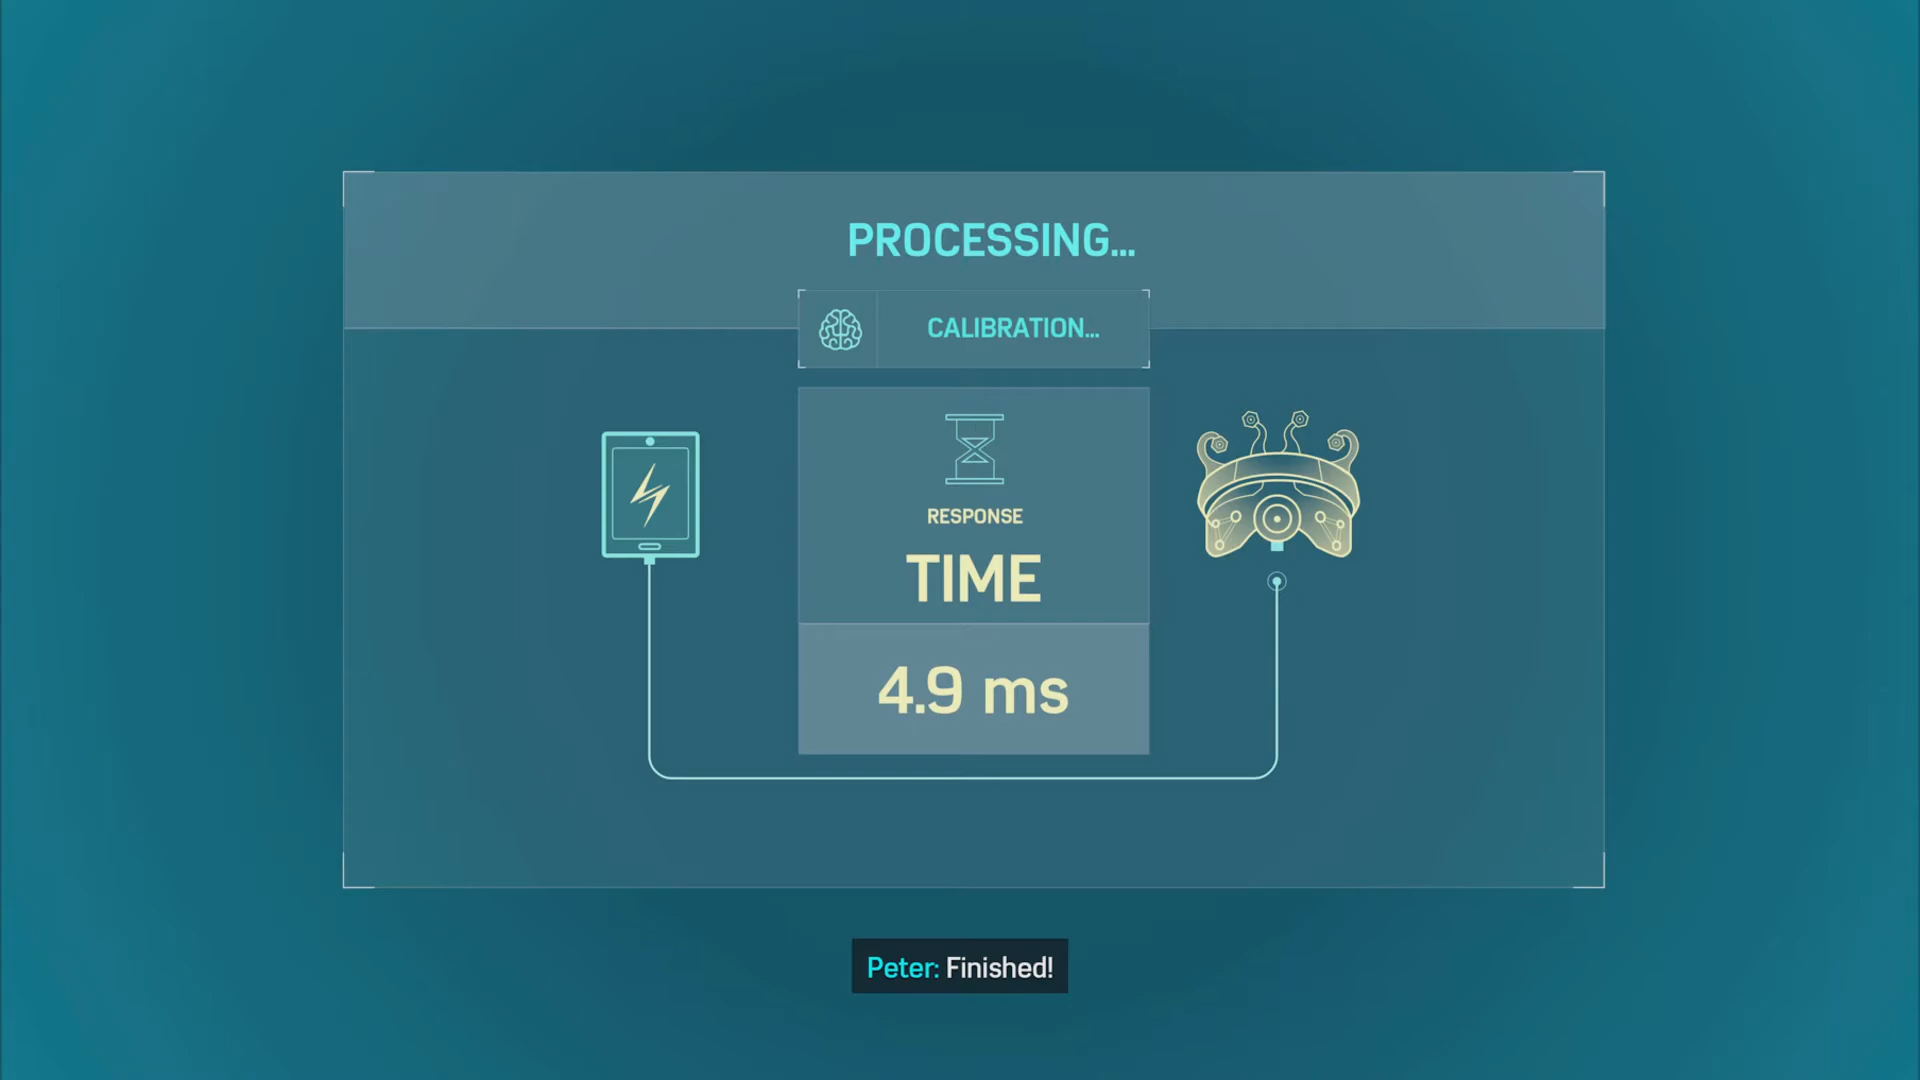 PROCESSING...
CALIBRATION...
RESPONSE
TIME
4.9 ms
Peter: Finished!